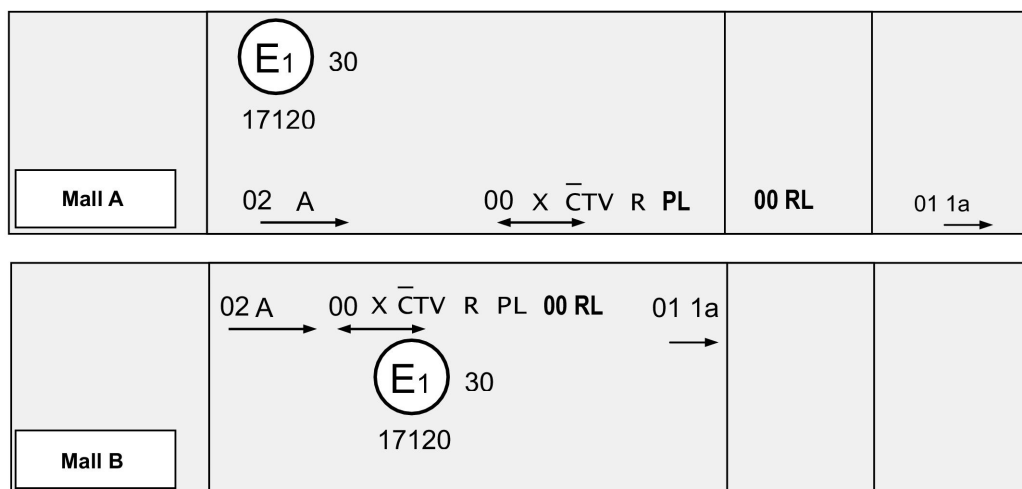 E1 30
17120
Mall A 02 A 00 X C̅TV R PL 00 RL 01 1a
02 A 00 X C̅TV R PL 00 RL 01 1a
E1 30
17120
Mall B